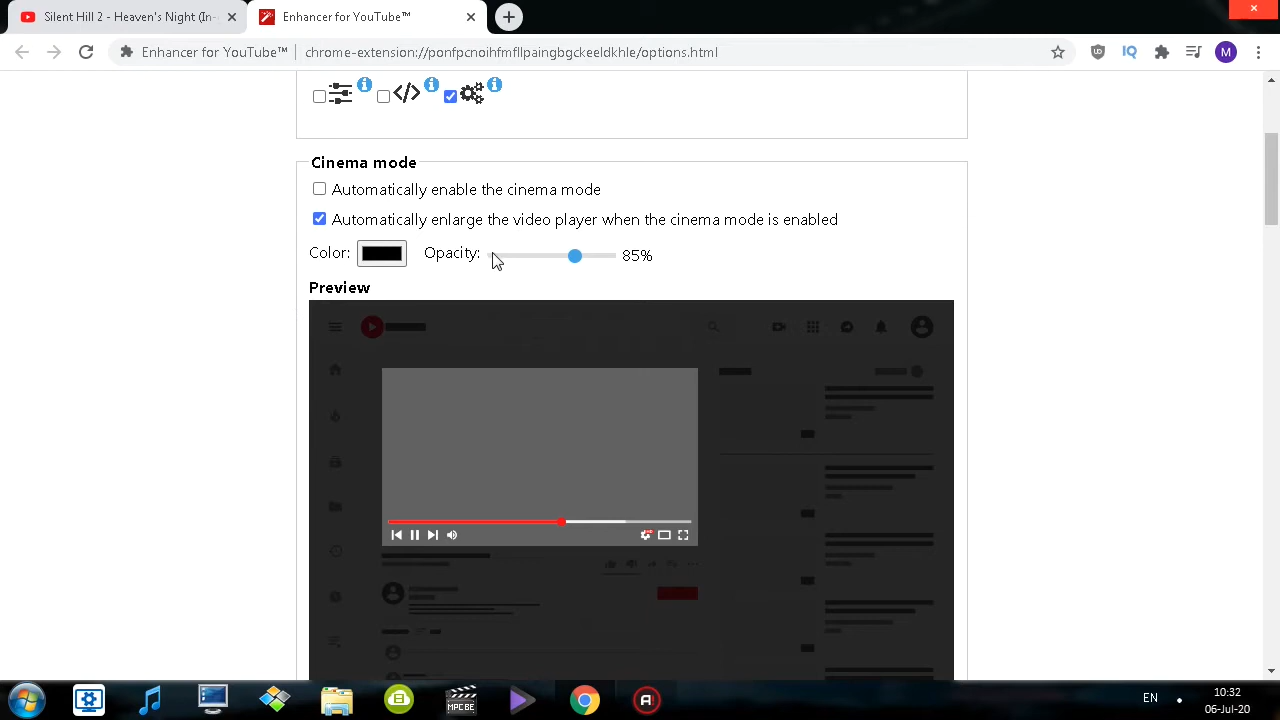 Silent Hill 2 - Heaven's Night (In-
Enhancer for YouTube™
Enhancer for YouTube™
chrome-extension://ponfpcnoihfmfllpaingbgckeeldkhle/options.html
UO
IQ
M
Cinema mode
Automatically enable the cinema mode
Automatically enlarge the video player when the cinema mode is enabled
Color:
Opacity:
85%
Preview
MPCBE
EN
10:32
06-Jul-20